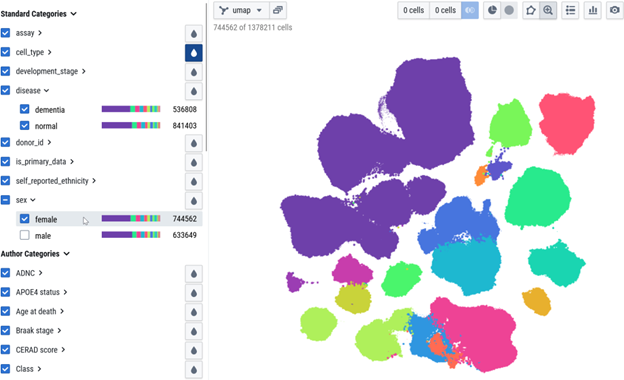 Standard Categories
assay
cell_type
development_stage
disease
dementia 536808
normal 841403
donor_id
is_primary_data
self_reported_ethnicity
sex
female 744562
male 633649
Author Categories
ADNC
APOE4 status
Age at death
Braak stage
CERAD score
Class
umap
0 cells 0 cells
744562 of 1378211 cells